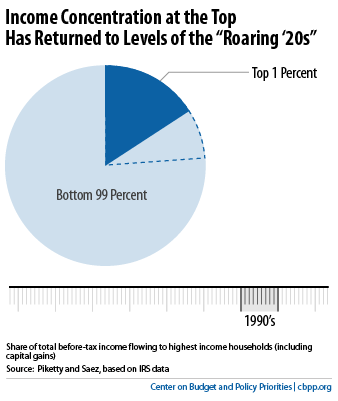 Income Concentration at the Top
Has Returned to Levels of the “Roaring ‘20s”
Top 1 Percent
Bottom 99 Percent
1990's
Share of total before-tax income flowing to highest income households (including
capital gains)
Source: Piketty and Saez, based on IRS data
Center on Budget and Policy Priorities | cbpp.org